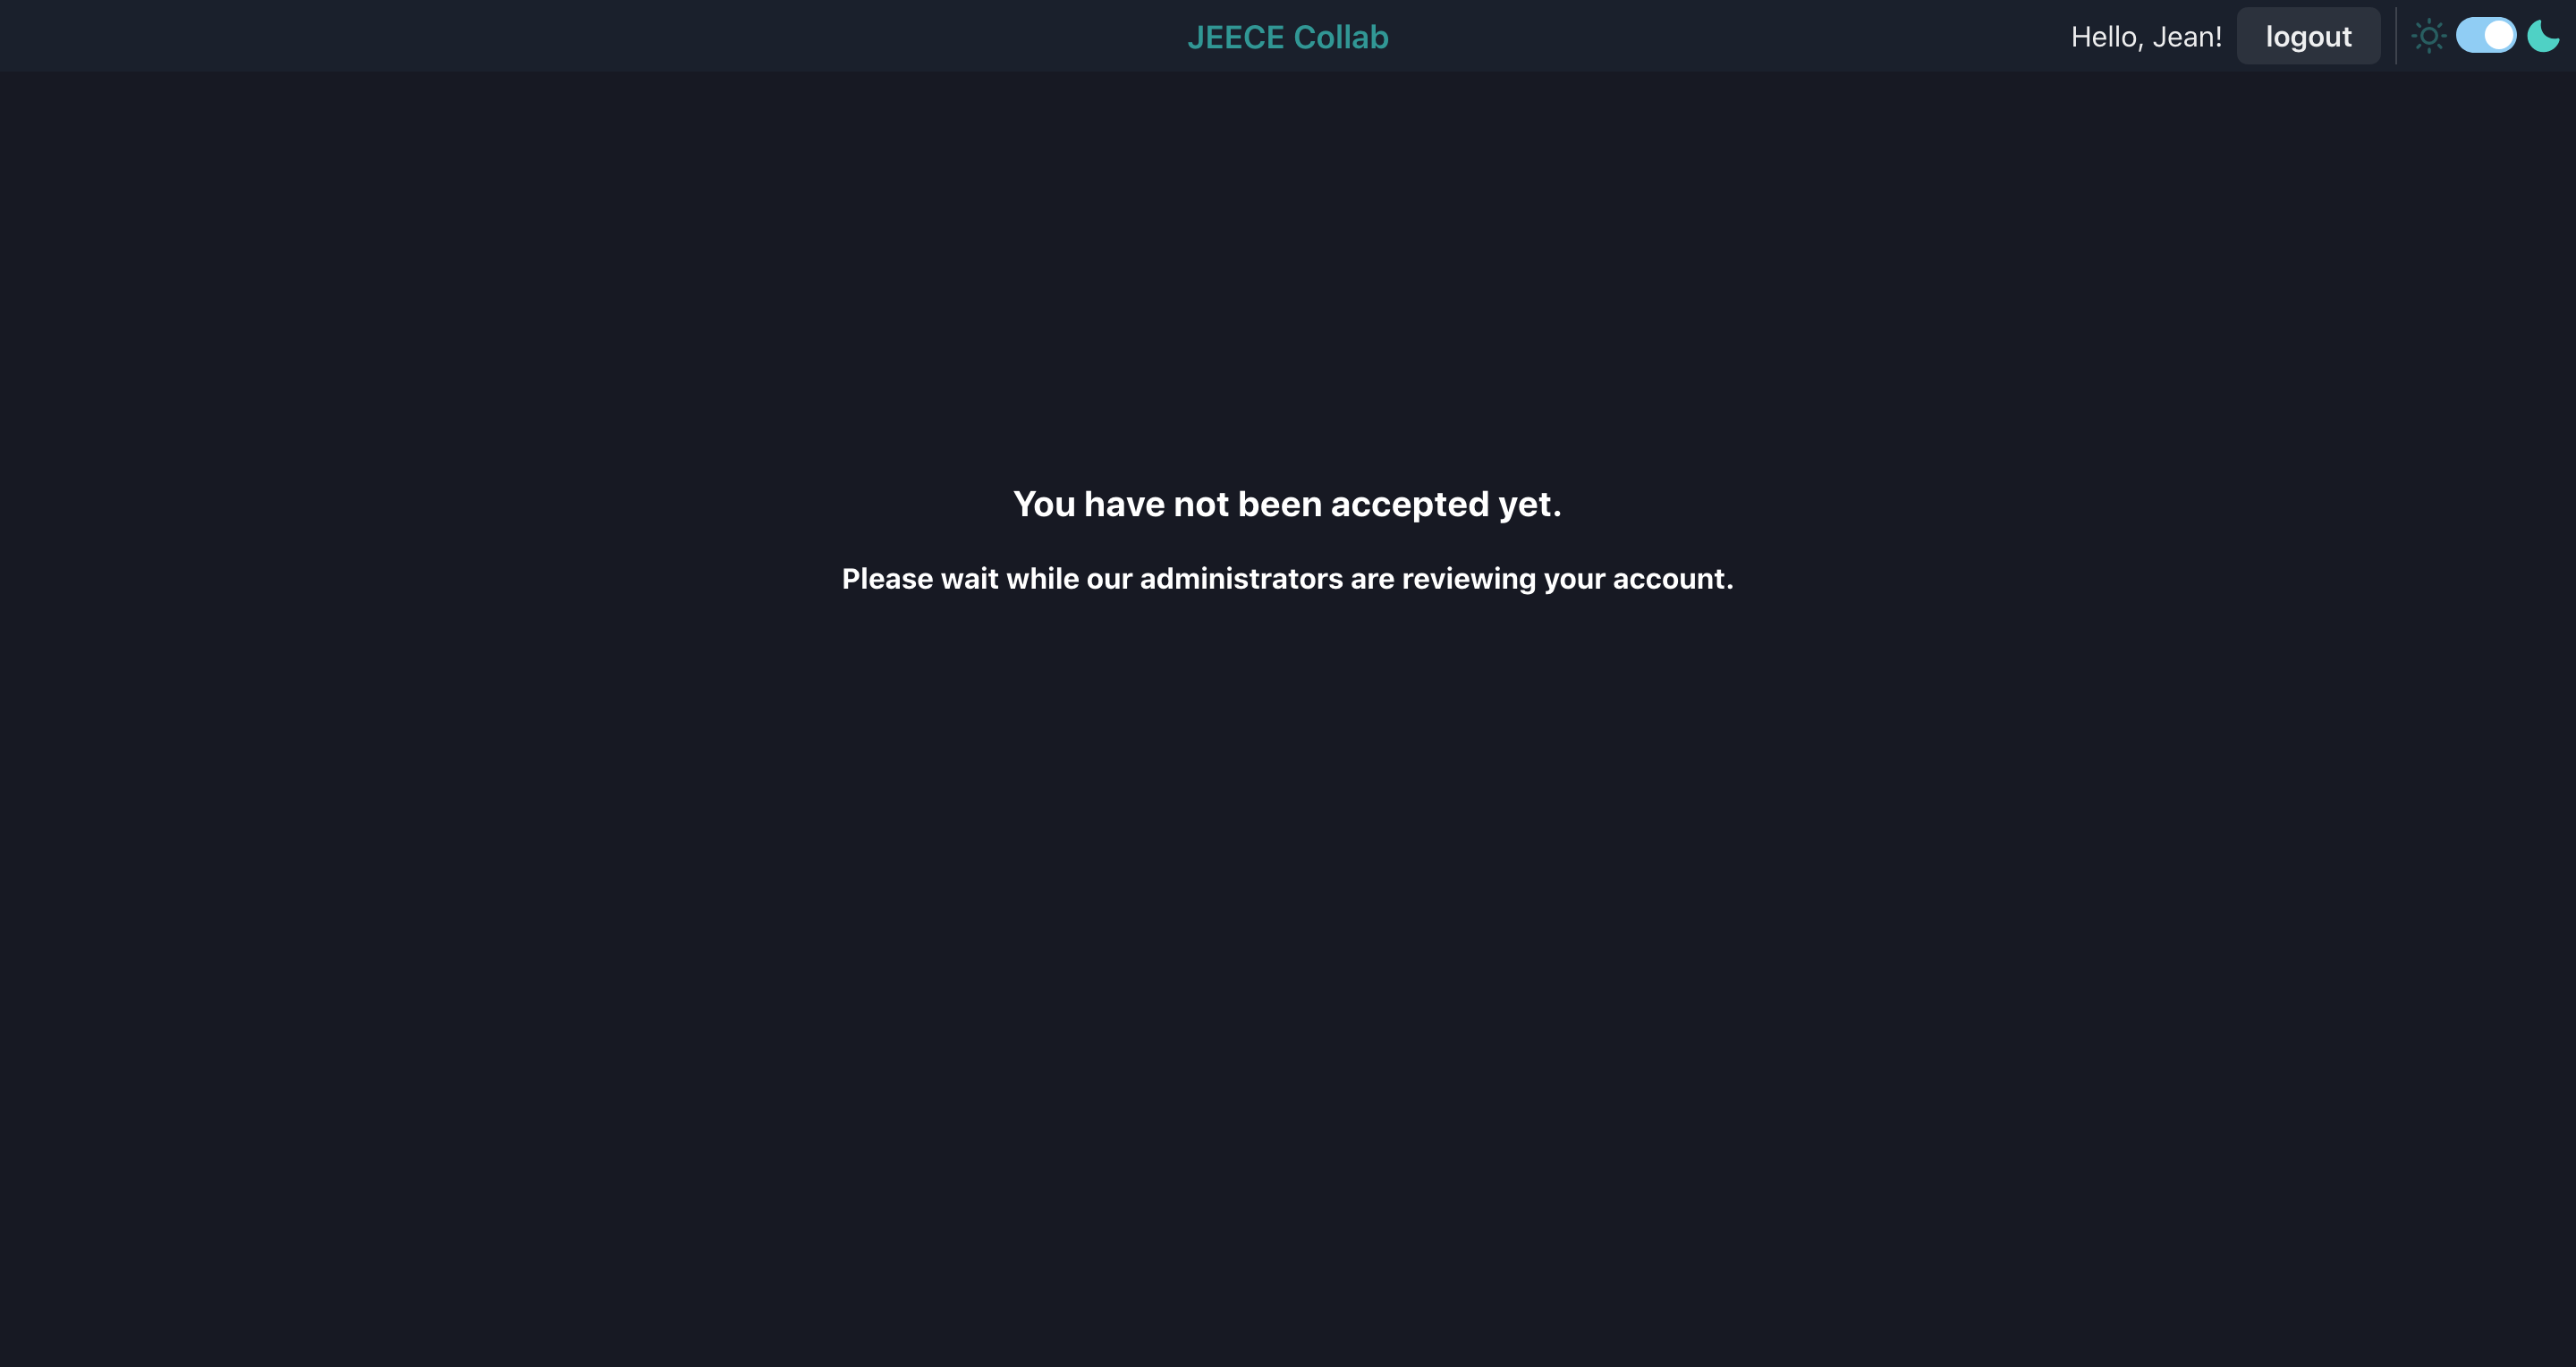 JEECE Collab
Hello, Jean!
logout
You have not been accepted yet.
Please wait while our administrators are reviewing your account.